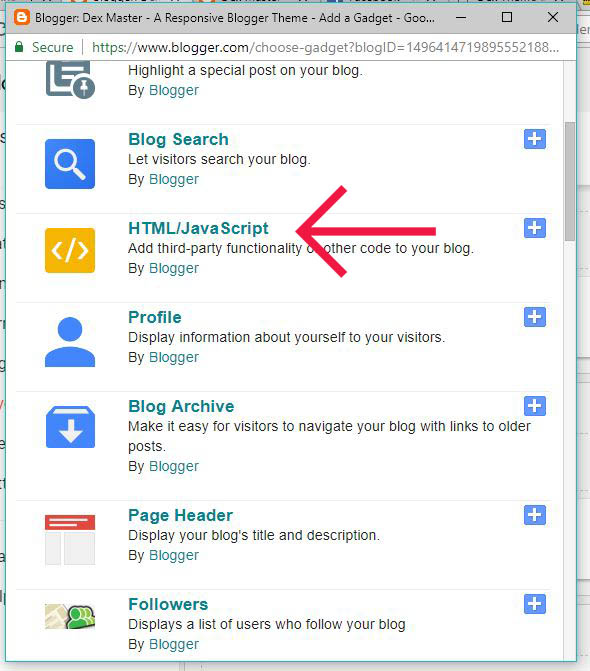 Blogger: Dex Master - A Responsive Blogger Theme - Add a Gadget - Goo...
Secure
https://www.blogger.com/choose-gadget?blogID=1496414719895552188...
Highlight a special post on your blog.
By Blogger
Blog Search
Let visitors search your blog.
By Blogger
HTML/JavaScript
Add third-party functionality or other code to your blog.
By Blogger
Profile
Display information about yourself to your visitors.
By Blogger
Blog Archive
Make it easy for visitors to navigate your blog with links to older
posts.
By Blogger
Page Header
Display your blog's title and description.
By Blogger
Followers
Displays a list of users who follow your blog
By Blogger